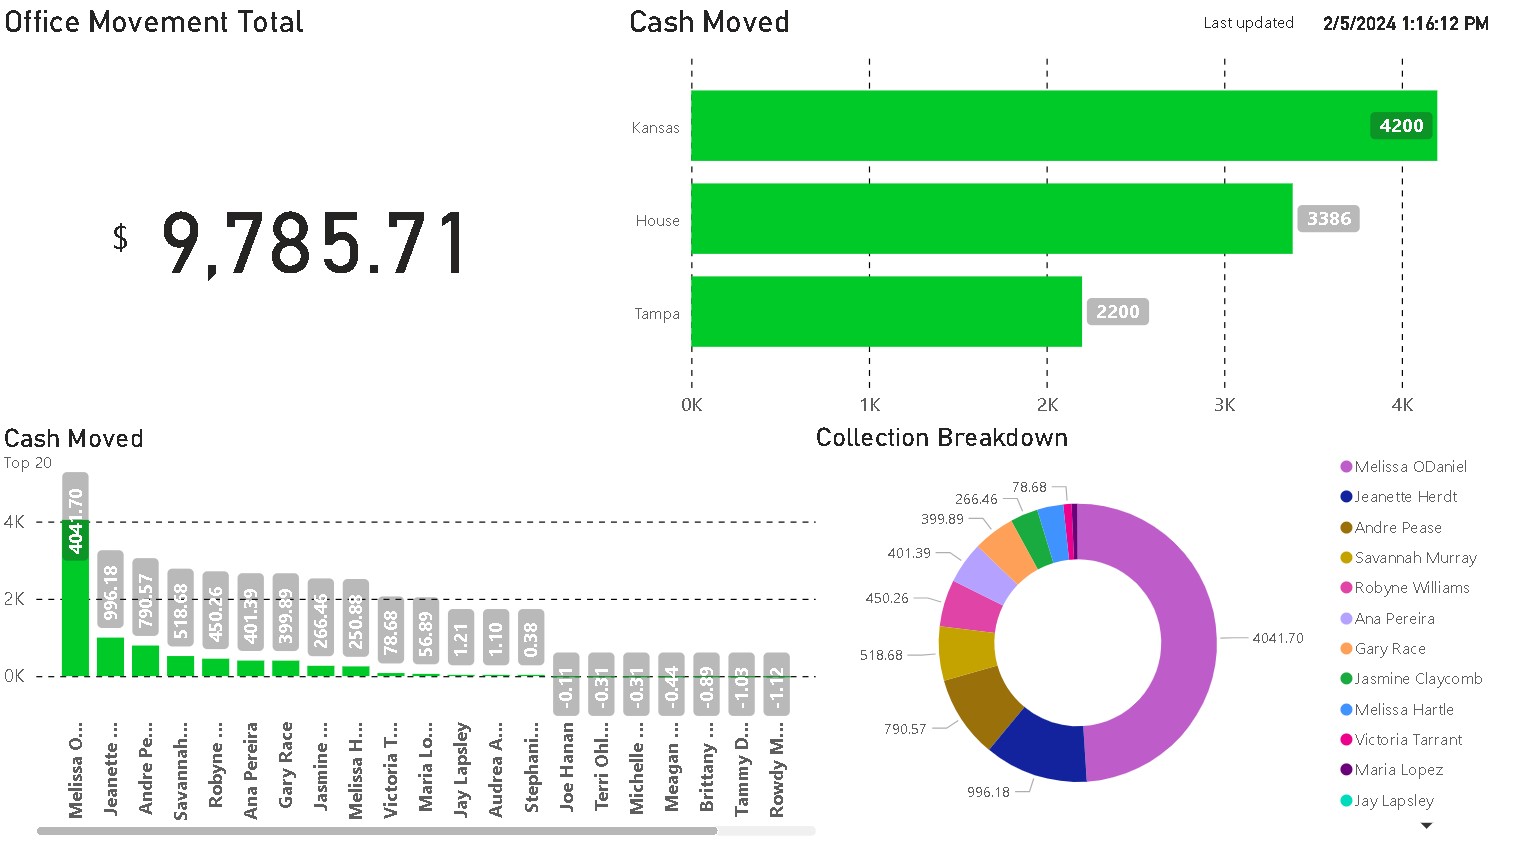 Office Movement Total
$ 9,785.71
Cash Moved
Last updated 2/5/2024 1:16:12 PM
Kansas 4200
House 3386
Tampa 2200
0K 1K 2K 3K 4K
Cash Moved
Top 20
4K
2K
0K
4041.70
996.18
790.57
518.68
450.26
401.39
399.89
266.46
250.88
78.68
56.89
1.21
1.10
0.38
-0.11
-0.31
-0.31
-0.44
-0.89
-1.03
-1.12
Melissa O...
Jeanette ...
Andre Pe...
Savannah...
Robyne ...
Ana Pereira
Gary Race
Jasmine ...
Melissa H...
Victoria T...
Maria Lo...
Jay Lapsley
Audrea A...
Stephani...
Joe Hanan
Terri Ohl...
Michelle ...
Meagan ...
Brittany ...
Tammy D...
Rowdy M...
Collection Breakdown
78.68
266.46
399.89
401.39
450.26
518.68
790.57
996.18
4041.70
Melissa ODaniel
Jeanette Herdt
Andre Pease
Savannah Murray
Robyne Williams
Ana Pereira
Gary Race
Jasmine Claycomb
Melissa Hartle
Victoria Tarrant
Maria Lopez
Jay Lapsley